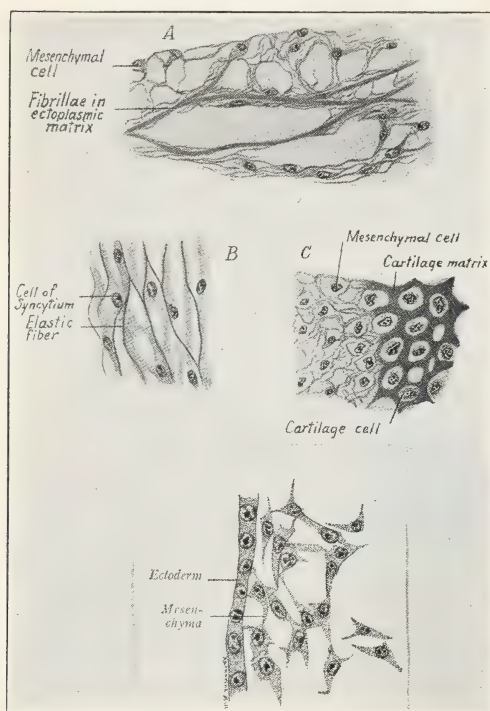 A
Mesenchymal
cell
Fibrillae in
ectoplasmic
matrix
B
Cell of
Syncytium
Elastic
fiber
C
Mesenchymal cell
Cartilage matrix
Cartilage cell
Ectoderm
Mesen-
chyma